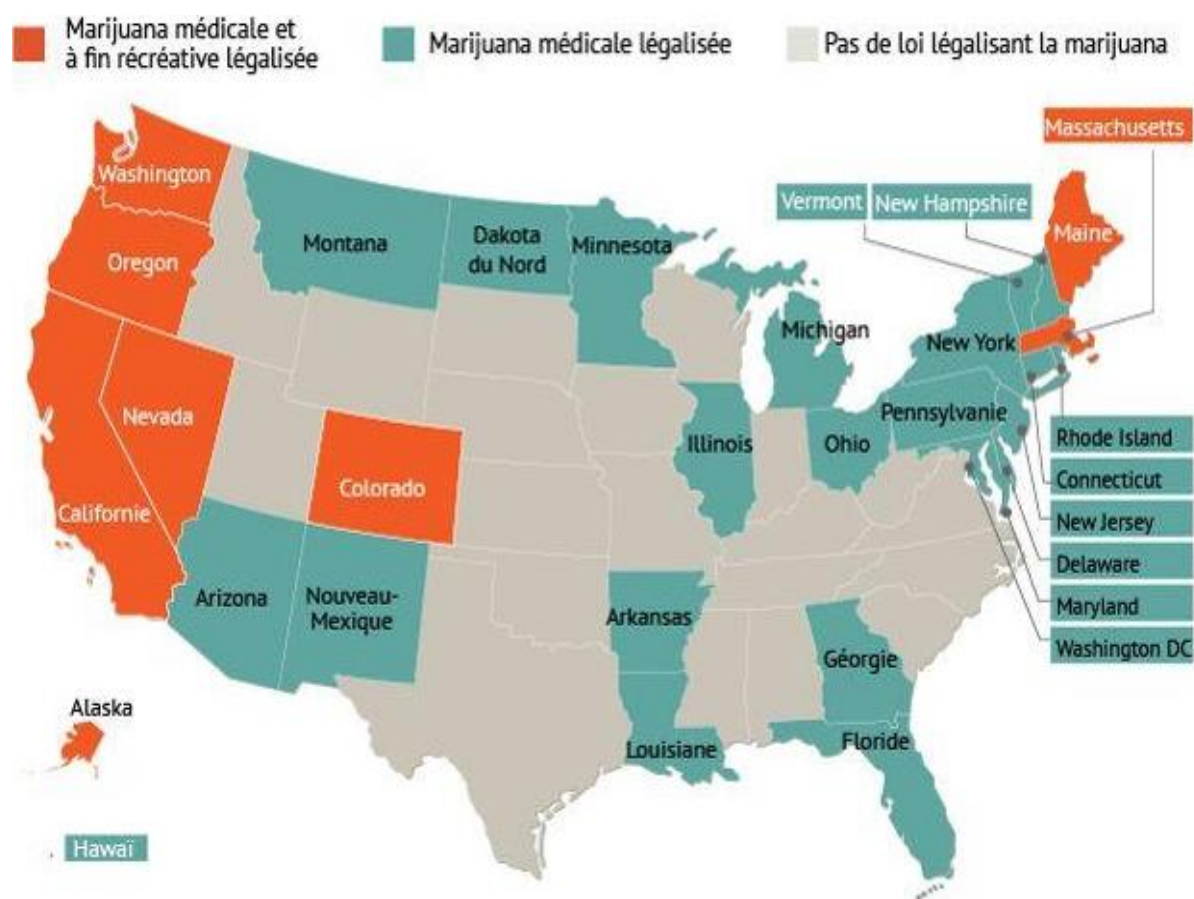 Marijuana médicale et
à fin récréative légalisée
Marijuana médicale légalisée
Pas de loi légalisant la marijuana
Massachusetts
Washington
Vermont
New Hampshire
Maine
Montana
Dakota
du Nord
Minnesota
Oregon
Michigan
New York
Nevada
Pennsylvanie
Illinois
Ohio
Rhode Island
Colorado
Connecticut
Californie
New Jersey
Delaware
Arizona
Nouveau-
Mexique
Arkansas
Maryland
Géorgie
Washington DC
Alaska
Louisiane
Floride
Hawaï